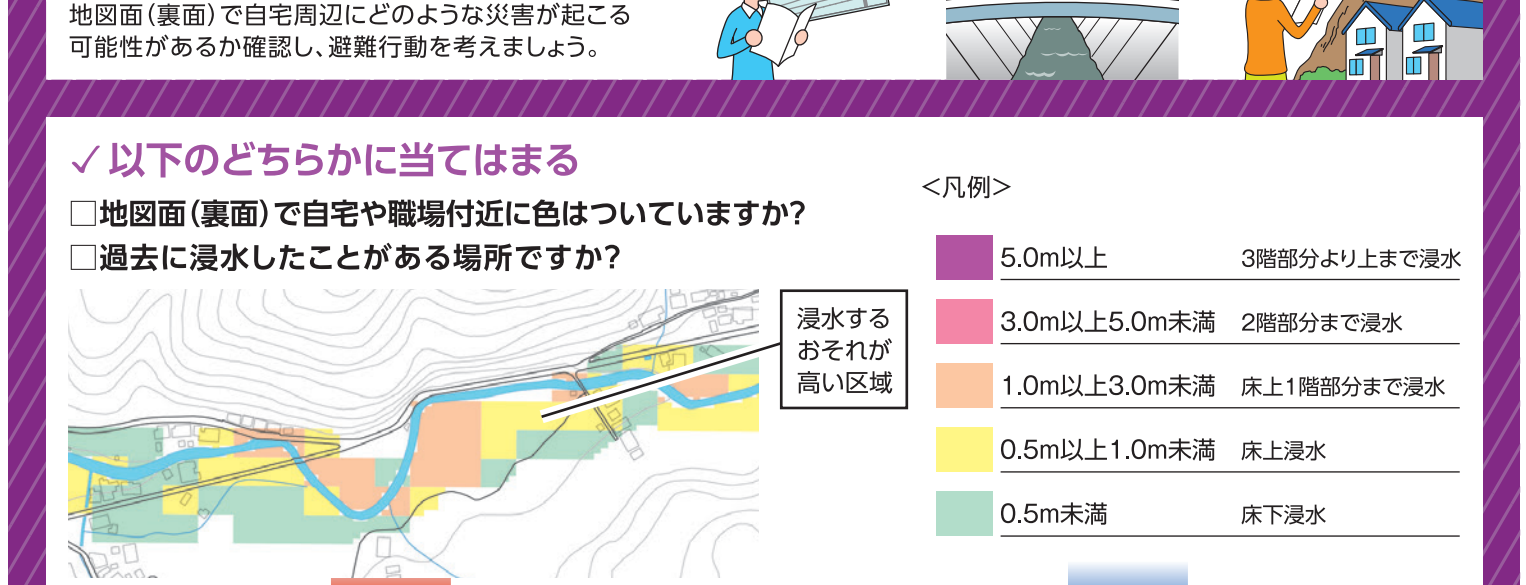 地図面（裏面）で自宅周辺にどのような災害が起こる
可能性があるか確認し、避難行動を考えましょう。
✓以下のどちらかに当てはまる
□地図面（裏面）で自宅や職場付近に色はついていますか？
□過去に浸水したことがある場所ですか？
浸水する
おそれが
高い区域
＜凡例＞
5.0m以上 3階部分より上まで浸水
3.0m以上5.0m未満 2階部分まで浸水
1.0m以上3.0m未満 床上1階部分まで浸水
0.5m以上1.0m未満 床上浸水
0.5m未満 床下浸水